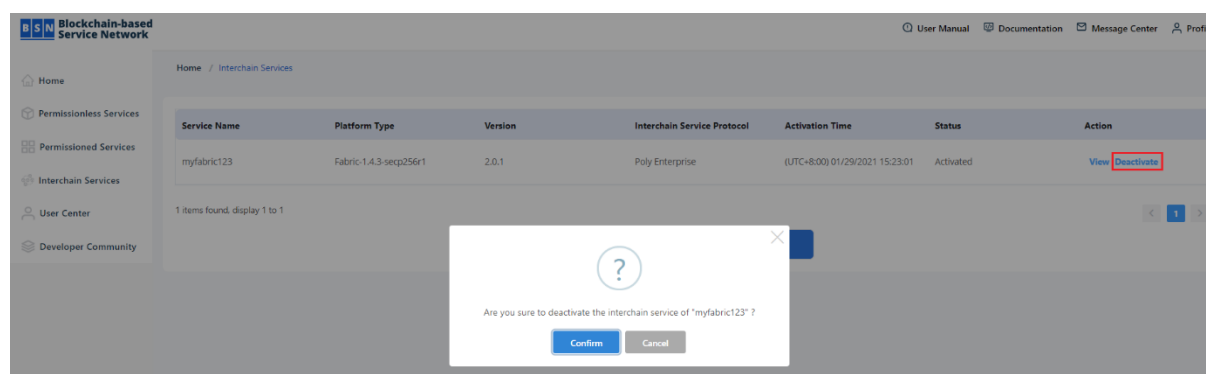 BSN Blockchain-based
Service Network
User Manual Documentation Message Center Profi
Home / Interchain Services
Home
Permissionless Services
Permissioned Services
Interchain Services
User Center
Developer Community
Service Name Platform Type Version Interchain Service Protocol Activation Time Status Action
myfabric123 Fabric-1.4.3-secp256r1 2.0.1 Poly Enterprise (UTC+8:00) 01/29/2021 15:23:01 Activated View Deactivate
1 items found, display 1 to 1
< 1 >
?
Are you sure to deactivate the interchain service of "myfabric123" ?
Confirm Cancel